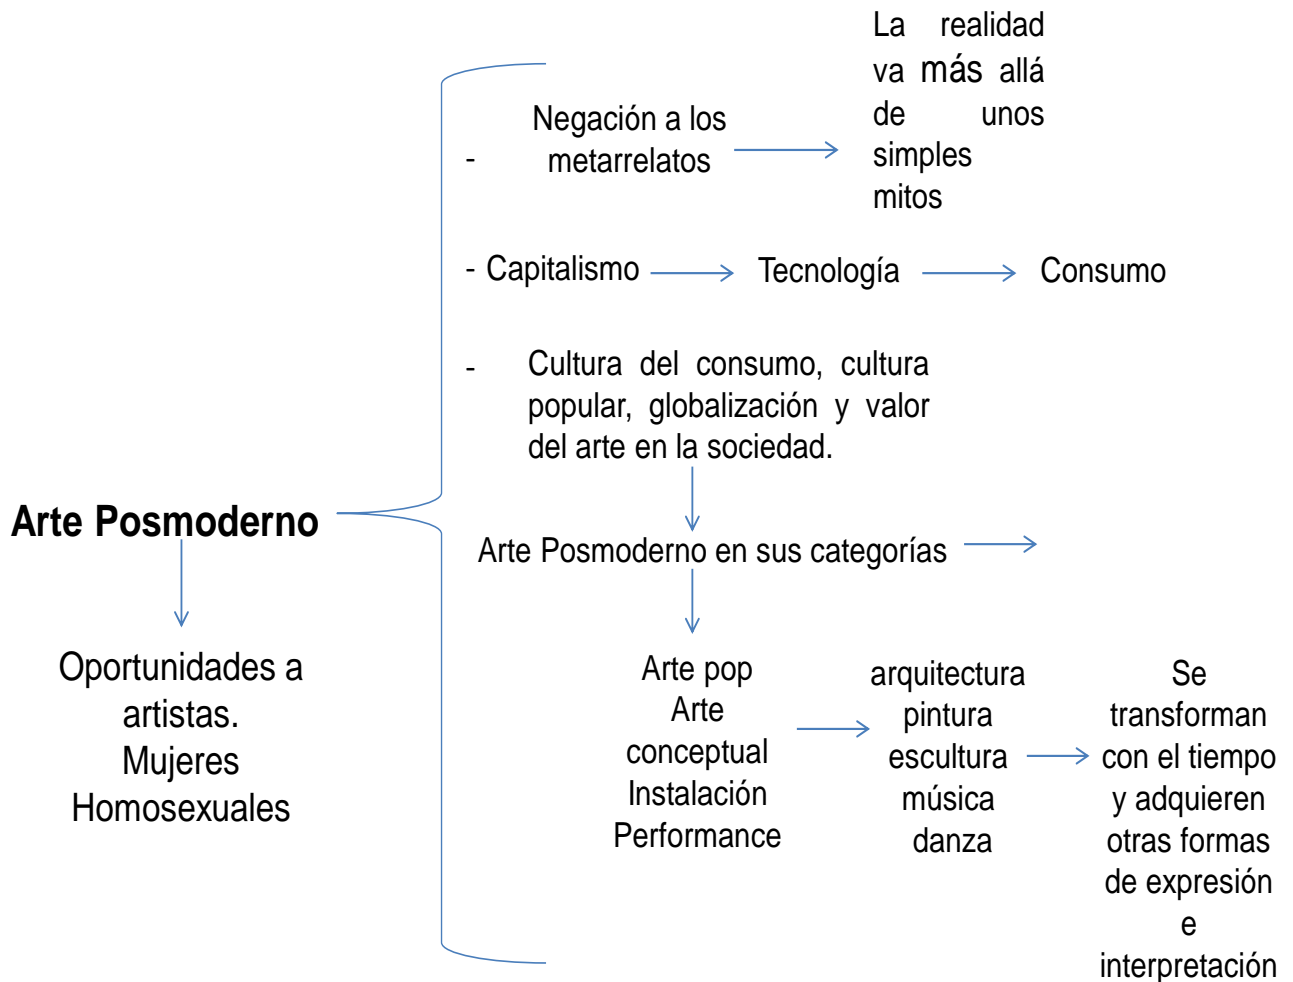 La realidad
va más allá
de unos
simples
mitos
Negación a los
- metarrelatos
- Capitalismo
Tecnología
Consumo
- Cultura del consumo, cultura
popular, globalización y valor
del arte en la sociedad.
Arte Posmoderno
Arte Posmoderno en sus categorías
Oportunidades a
artistas.
Mujeres
Homosexuales
Arte pop
Arte
conceptual
Instalación
Performance
arquitectura
pintura
escultura
música
danza
Se
transforman
con el tiempo
y adquieren
otras formas
de expresión
e
interpretación